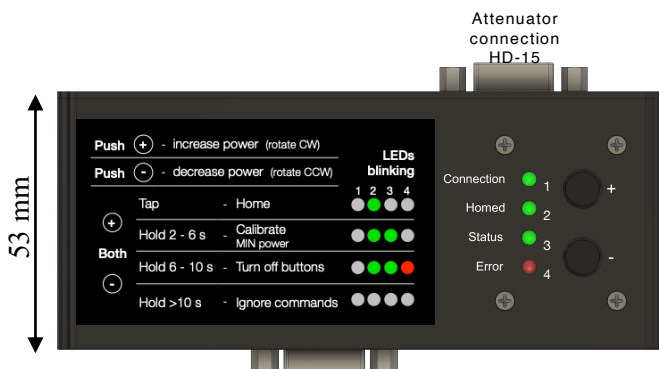 Attenuator
connection
HD-15
53 mm
Push + - increase power (rotate CW)
Push - - decrease power (rotate CCW)
LEDs
blinking
1 2 3 4
+
Both
-
Tap - Home
Hold 2 - 6 s - Calibrate
MIN power
Hold 6 - 10 s - Turn off buttons
Hold >10 s - Ignore commands
Connection 1
Homed 2
Status 3
Error 4
+
-